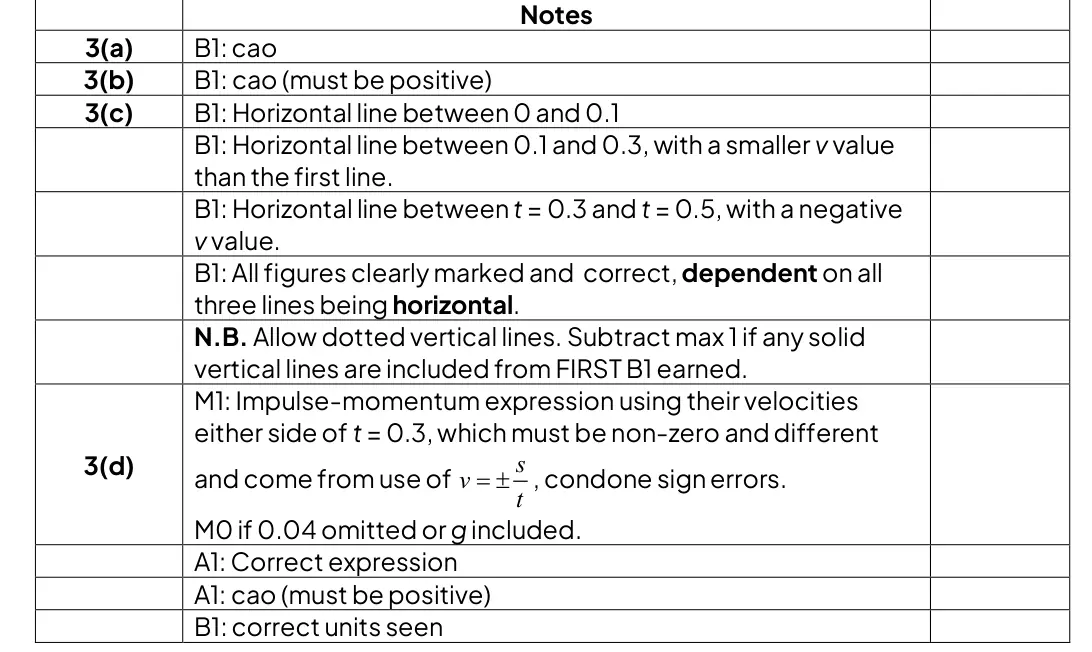 Notes
3(a) B1: cao
3(b) B1: cao (must be positive)
3(c) B1: Horizontal line between 0 and 0.1
B1: Horizontal line between 0.1 and 0.3, with a smaller v value
than the first line.
B1: Horizontal line between t = 0.3 and t = 0.5, with a negative
v value.
B1: All figures clearly marked and correct, dependent on all
three lines being horizontal.
N.B. Allow dotted vertical lines. Subtract max 1 if any solid
vertical lines are included from FIRST B1 earned.
M1: Impulse-momentum expression using their velocities
either side of t = 0.3, which must be non-zero and different
3(d)
and come from use of v = ± s/t , condone sign errors.
M0 if 0.04 omitted or g included.
A1: Correct expression
A1: cao (must be positive)
B1: correct units seen